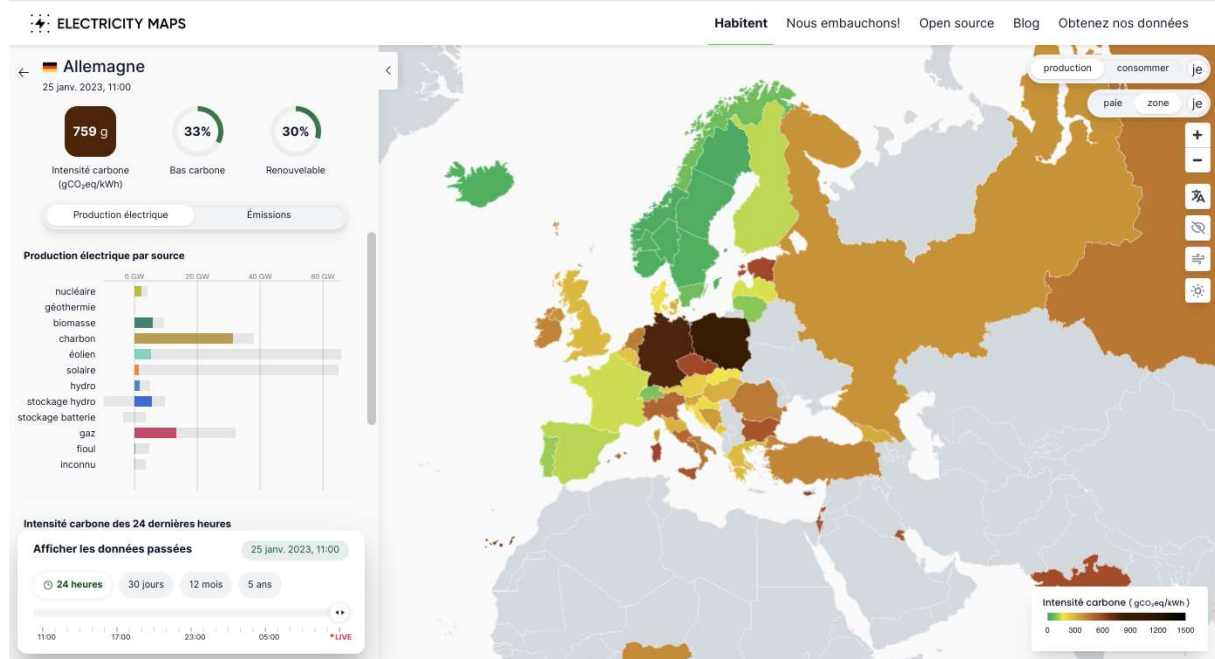 ELECTRICITY MAPS
Habitent Nous embauchons! Open source Blog Obtenez nos données
Allemagne
25 janv. 2023, 11:00
759 g
33%
30%
Intensité carbone
(gCO₂eq/kWh)
Bas carbone
Renouvelable
Production électrique Émissions
Production électrique par source
0 GW 20 GW 40 GW 60 GW
nucléaire
géothermie
biomasse
charbon
éolien
solaire
hydro
stockage hydro
stockage batterie
gaz
fioul
inconnu
Intensité carbone des 24 dernières heures
Afficher les données passées 25 janv. 2023, 11:00
24 heures 30 jours 12 mois 5 ans
11:00 17:00 23:00 05:00 LIVE
production consommer je
paie zone je
Intensité carbone ( gCO₂eq/kWh )
0 300 600 900 1200 1500